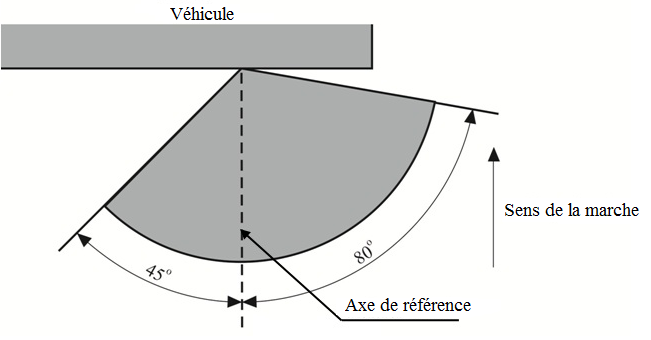 Véhicule
Sens de la marche
80°
45°
Axe de référence